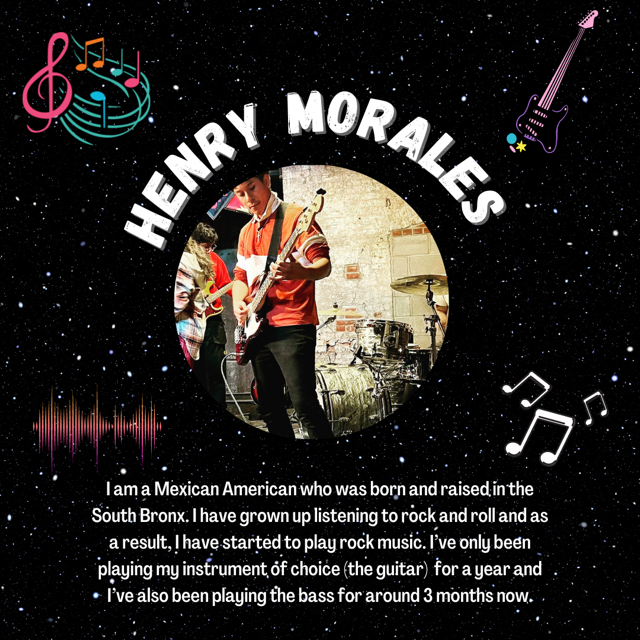 HENRY MORALES
I am a Mexican American who was born and raised in the
South Bronx. I have grown up listening to rock and roll and as
a result, I have started to play rock music. I've only been
playing my instrument of choice (the guitar) for a year and
I've also been playing the bass for around 3 months now.